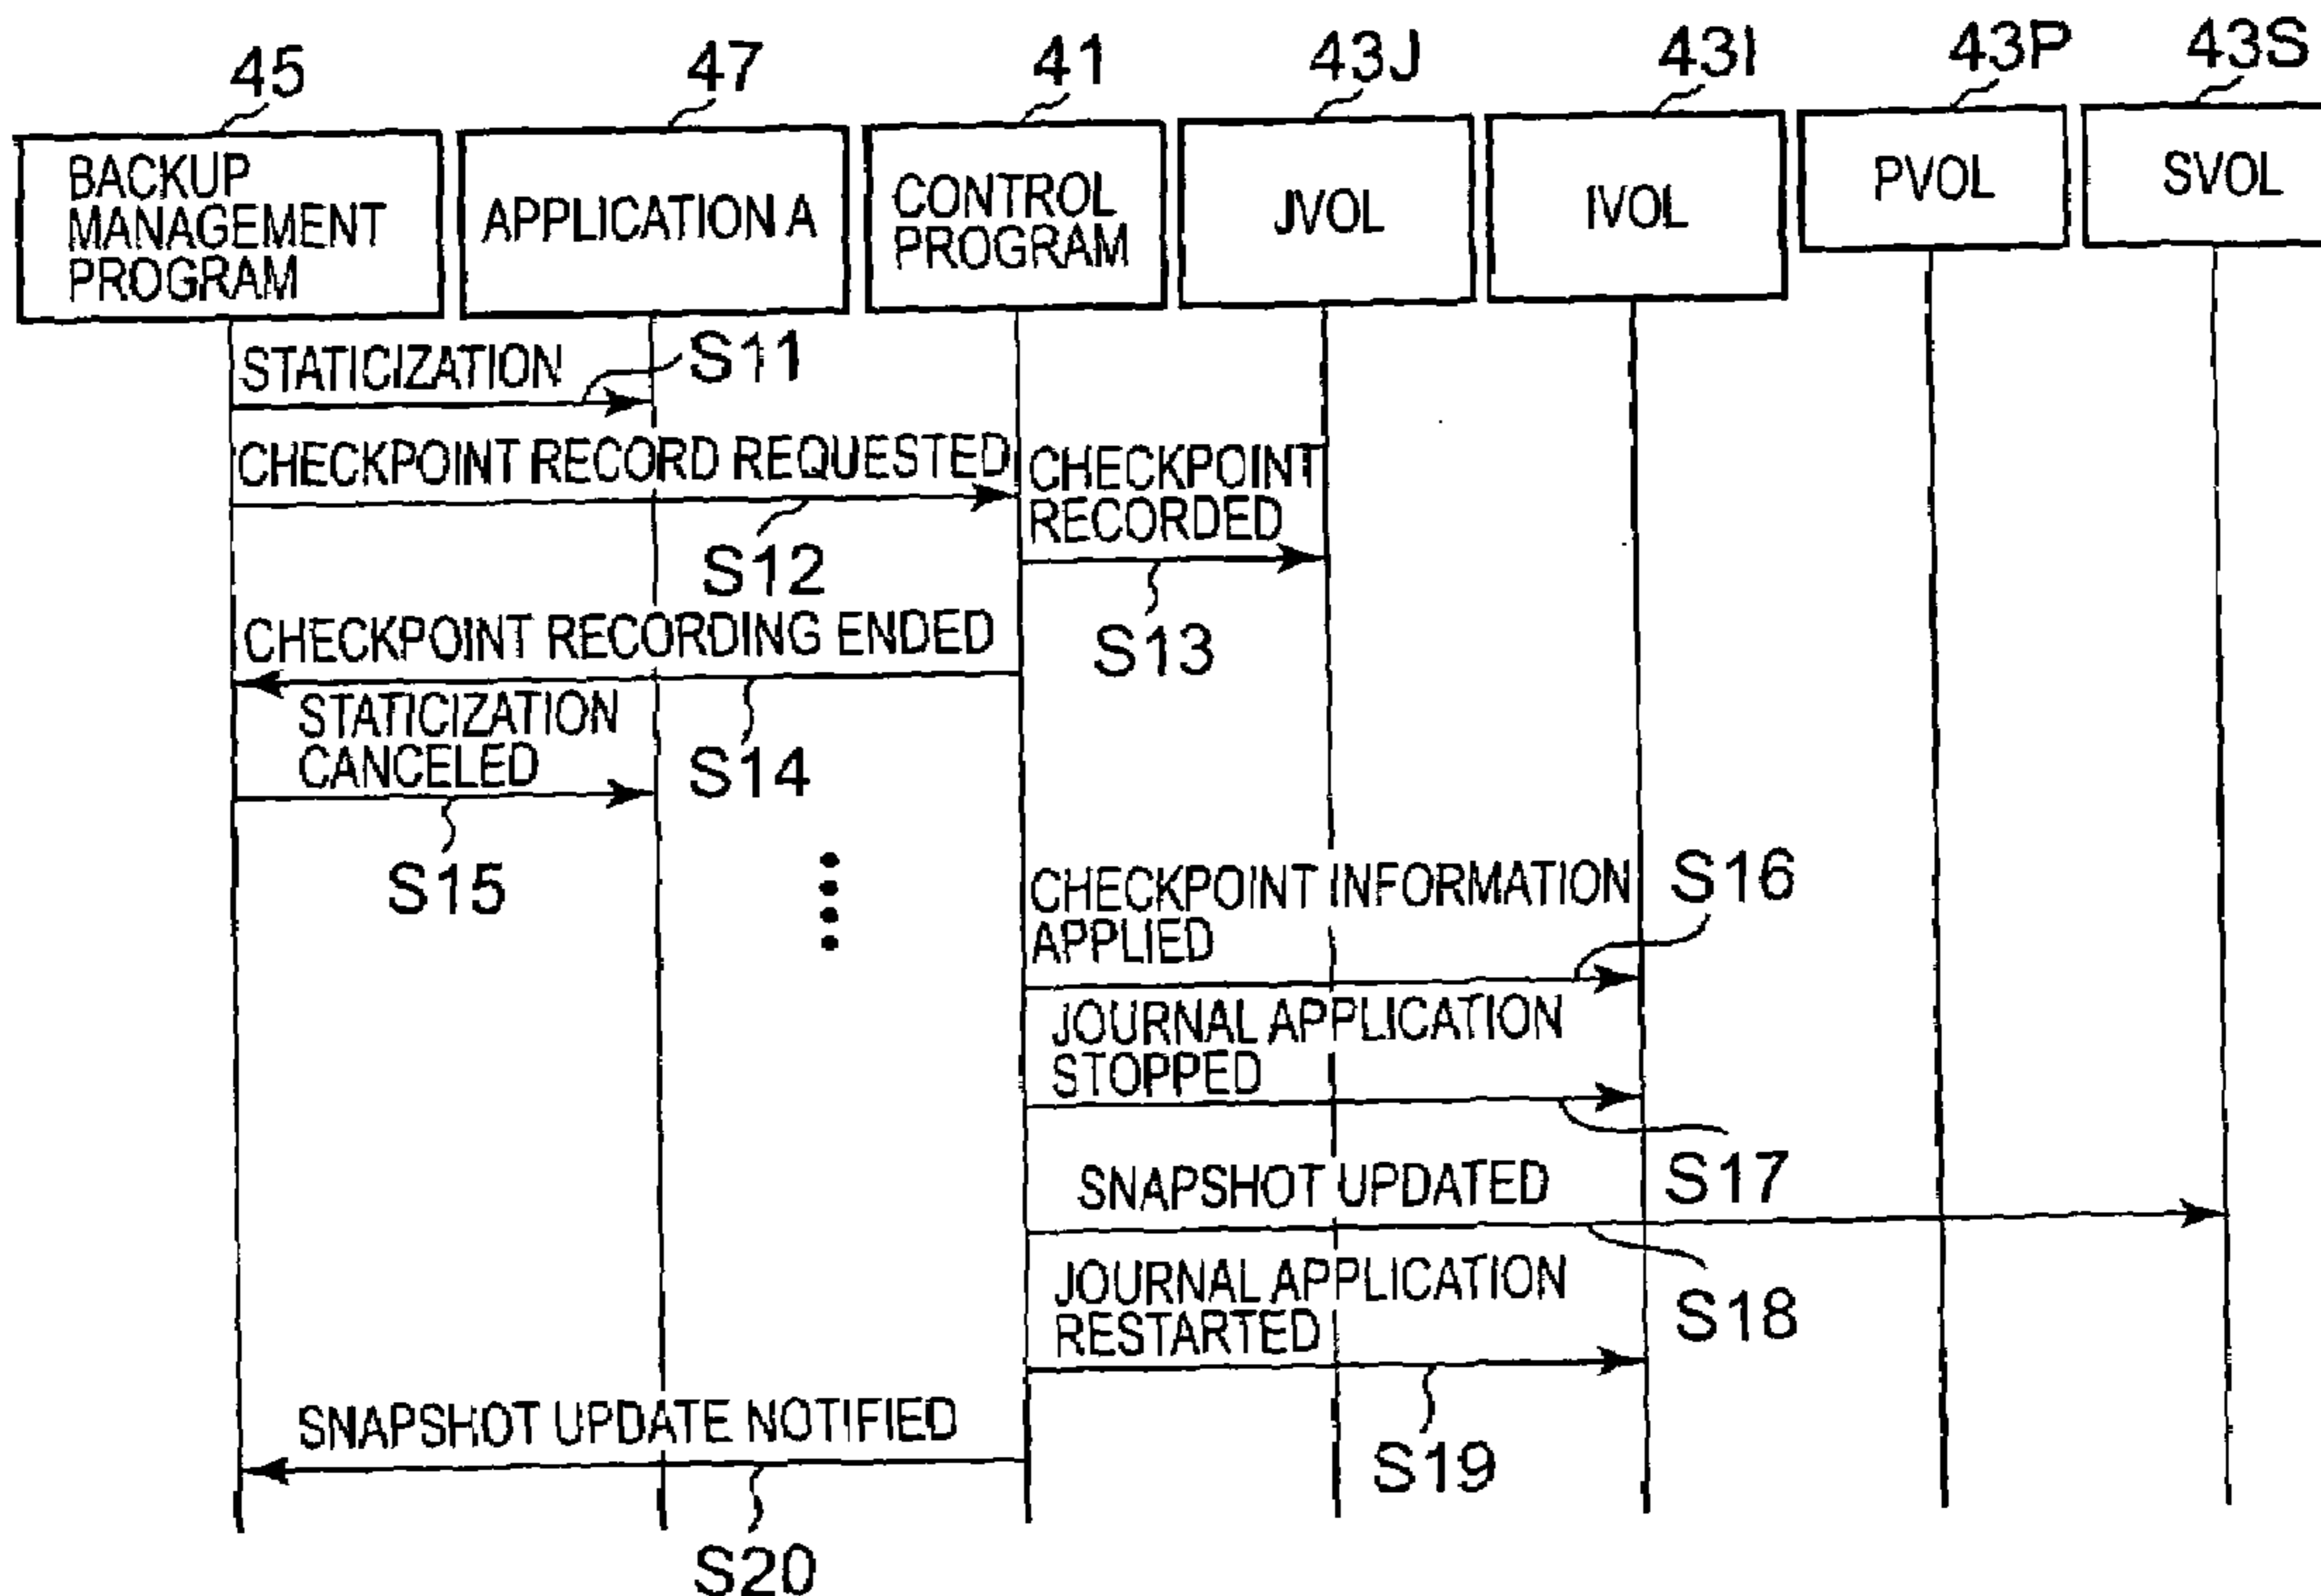 45
47
41
43J
43I
43P
43S
BACKUP
MANAGEMENT
PROGRAM
APPLICATION A
CONTROL
PROGRAM
JVOL
IVOL
PVOL
SVOL
STATICIZATION
S11
CHECKPOINT RECORD REQUESTED
S12
CHECKPOINT
RECORDED
S13
CHECKPOINT RECORDING ENDED
S14
STATICIZATION
CANCELED
S15
CHECKPOINT INFORMATION
APPLIED
S16
JOURNAL APPLICATION
STOPPED
S17
SNAPSHOT UPDATED
S18
JOURNAL APPLICATION
RESTARTED
S19
SNAPSHOT UPDATE NOTIFIED
S20